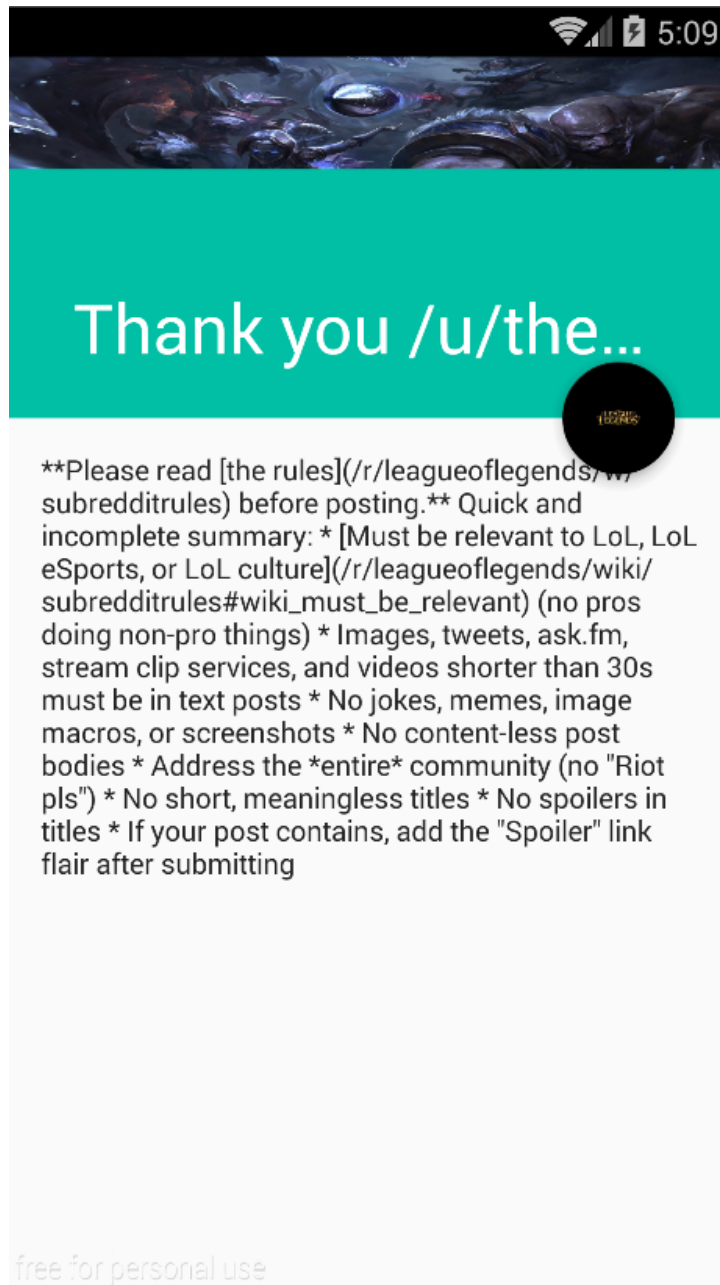 5:09
Thank you /u/the...
LEAGUE
LEGENDS
**Please read [the rules](/r/leagueoflegends/w/
subredditrules) before posting.** Quick and
incomplete summary: * [Must be relevant to LoL, LoL
eSports, or LoL culture](/r/leagueoflegends/wiki/
subredditrules#wiki_must_be_relevant) (no pros
doing non-pro things) * Images, tweets, ask.fm,
stream clip services, and videos shorter than 30s
must be in text posts * No jokes, memes, image
macros, or screenshots * No content-less post
bodies * Address the *entire* community (no "Riot
pls") * No short, meaningless titles * No spoilers in
titles * If your post contains, add the "Spoiler" link
flair after submitting
free for personal use